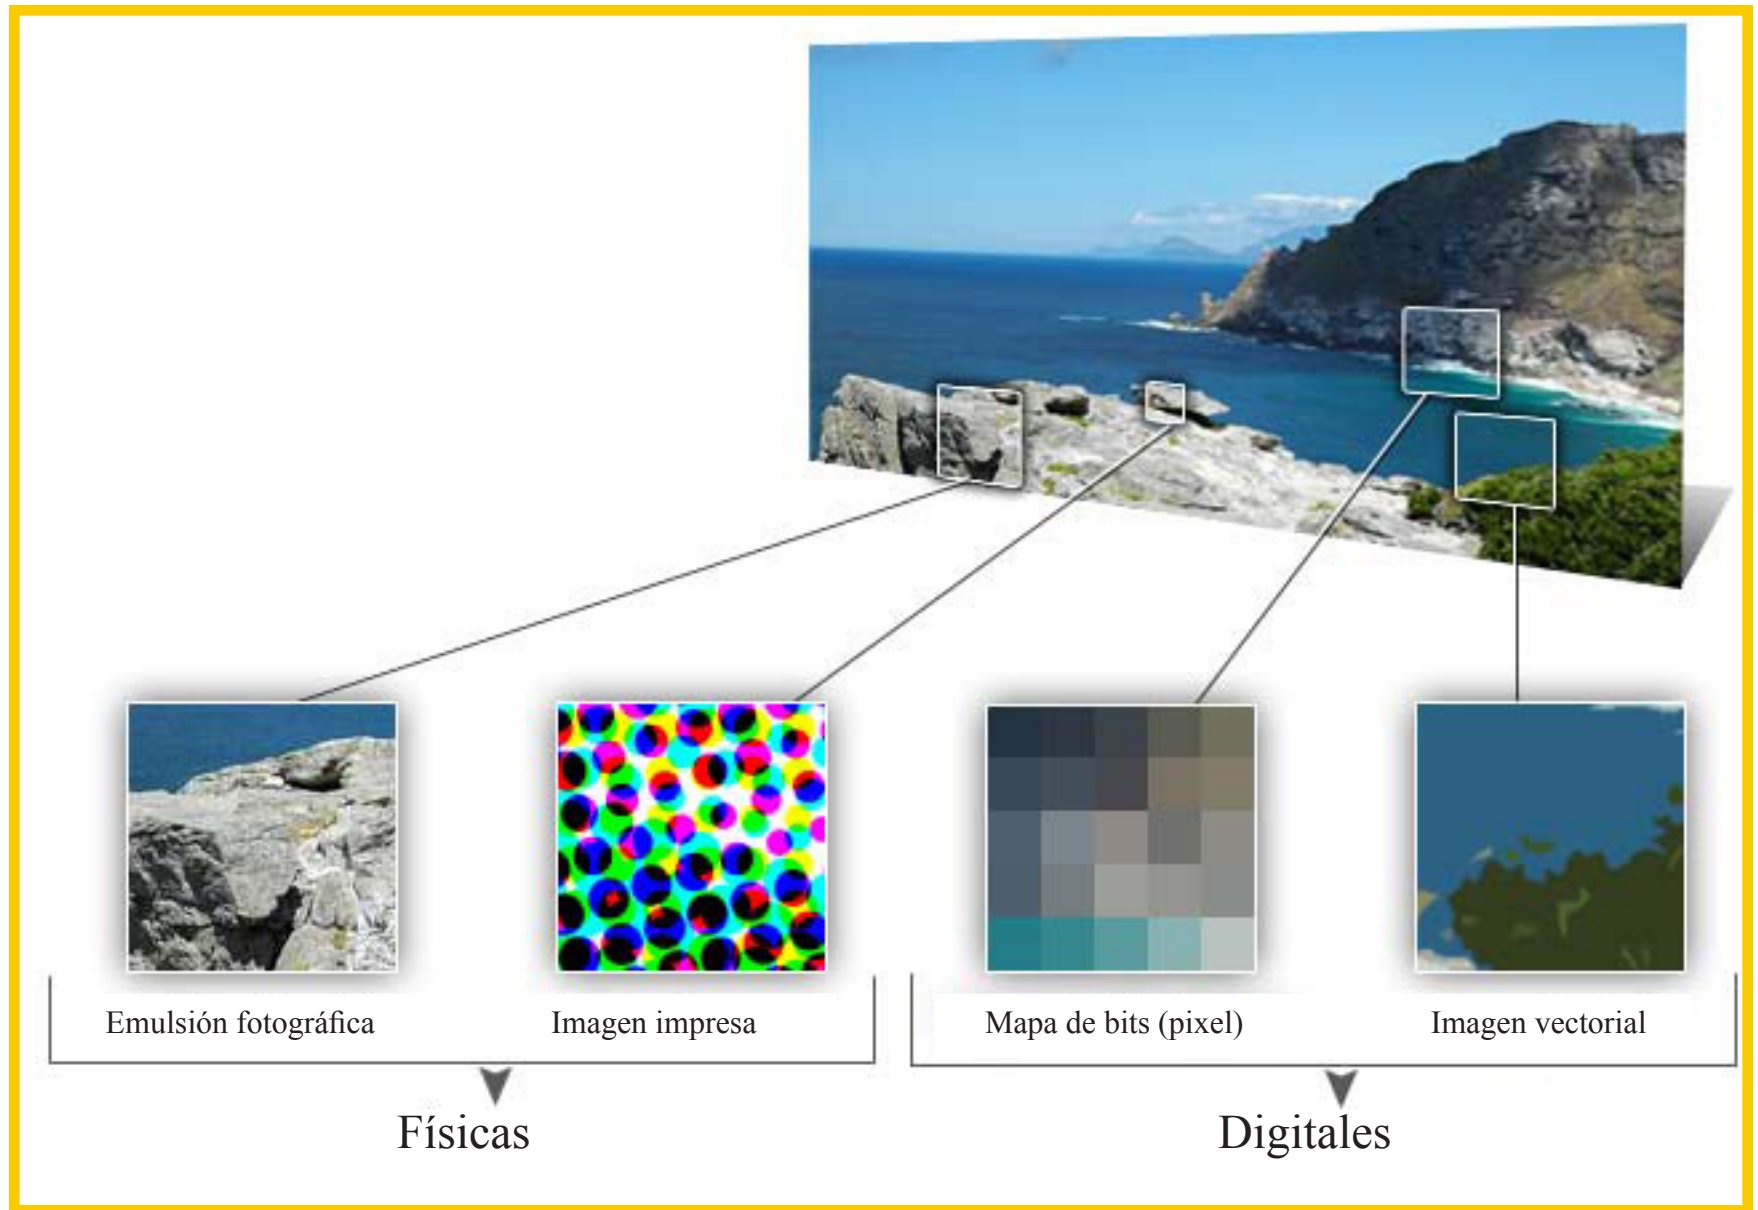 Emulsión fotográfica
Imagen impresa
Mapa de bits (pixel)
Imagen vectorial
Físicas
Digitales